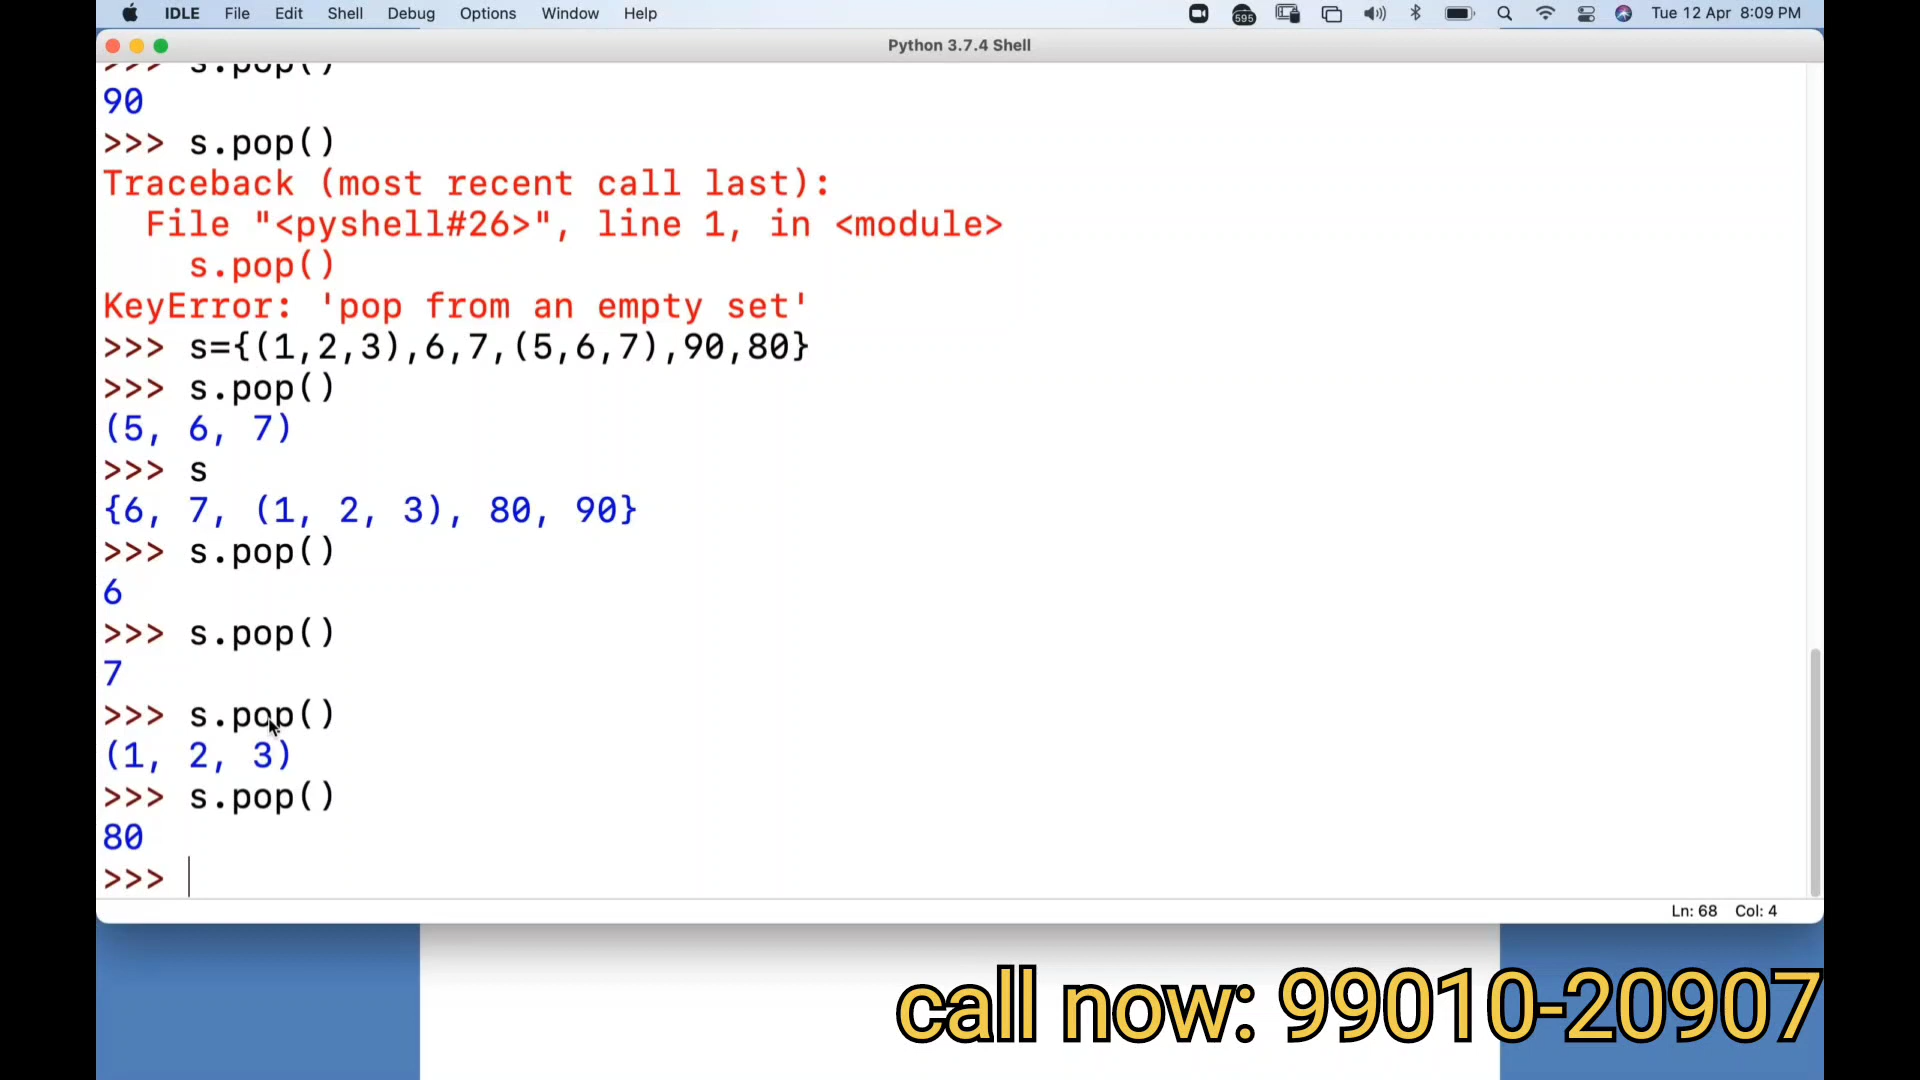 IDLE File Edit Shell Debug Options Window Help 595 Tue 12 Apr 8:09 PM
Python 3.7.4 Shell
>>> s.pop()
90
>>> s.pop()
Traceback (most recent call last):
  File "<pyshell#26>", line 1, in <module>
    s.pop()
KeyError: 'pop from an empty set'
>>> s={(1,2,3),6,7,(5,6,7),90,80}
>>> s.pop()
(5, 6, 7)
>>> s
{6, 7, (1, 2, 3), 80, 90}
>>> s.pop()
6
>>> s.pop()
7
>>> s.pop()
(1, 2, 3)
>>> s.pop()
80
>>>
Ln: 68 Col: 4
call now: 99010-20907